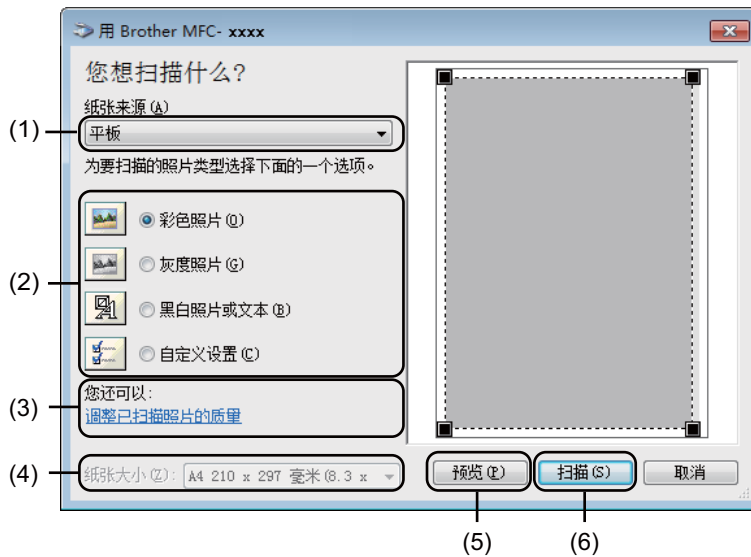 用 Brother MFC- xxxx
您想扫描什么?
纸张来源(A)
(1)
平板
为要扫描的照片类型选择下面的一个选项。
(2)
彩色照片(O)
灰度照片(G)
黑白照片或文本(B)
自定义设置(C)
(3)
您还可以:
调整已扫描照片的质量
(4)
纸张大小(Z): A4 210 x 297 毫米(8.3 x
预览(P) 扫描(S) 取消
(5) (6)